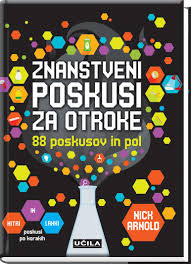 ZNANSTVENI
POSKUSI
ZA OTROKE
88 poskusov in pol
HITRI
IN
LAHKI
poskusi
po korakih
UČILA
NICK
ARNOLD